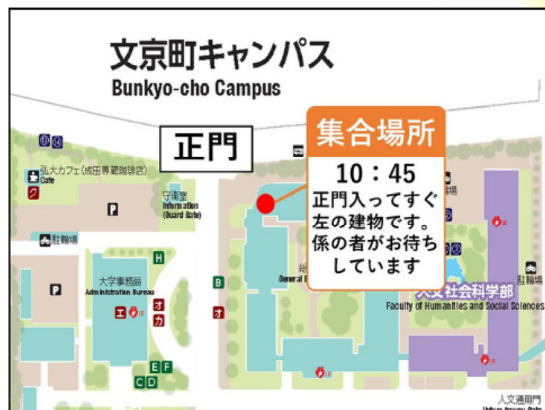 文京町キャンパス
Bunkyo-cho Campus
正門
集合場所
10:45
正門入ってすぐ
左の建物です。
係の者がお待ち
しています
弘大カフェ(成田専蔵珈琲店)
Cafe
ク
P
守衛室
Information
(Guard Gate)
駐輪場
P
大学事務局
Administration Bureau
H
エ
オ
カ
B
オ
E F
C D
General
人文社会科学部
Faculty of Humanities and Social Sciences
駐輪場
人文通用門